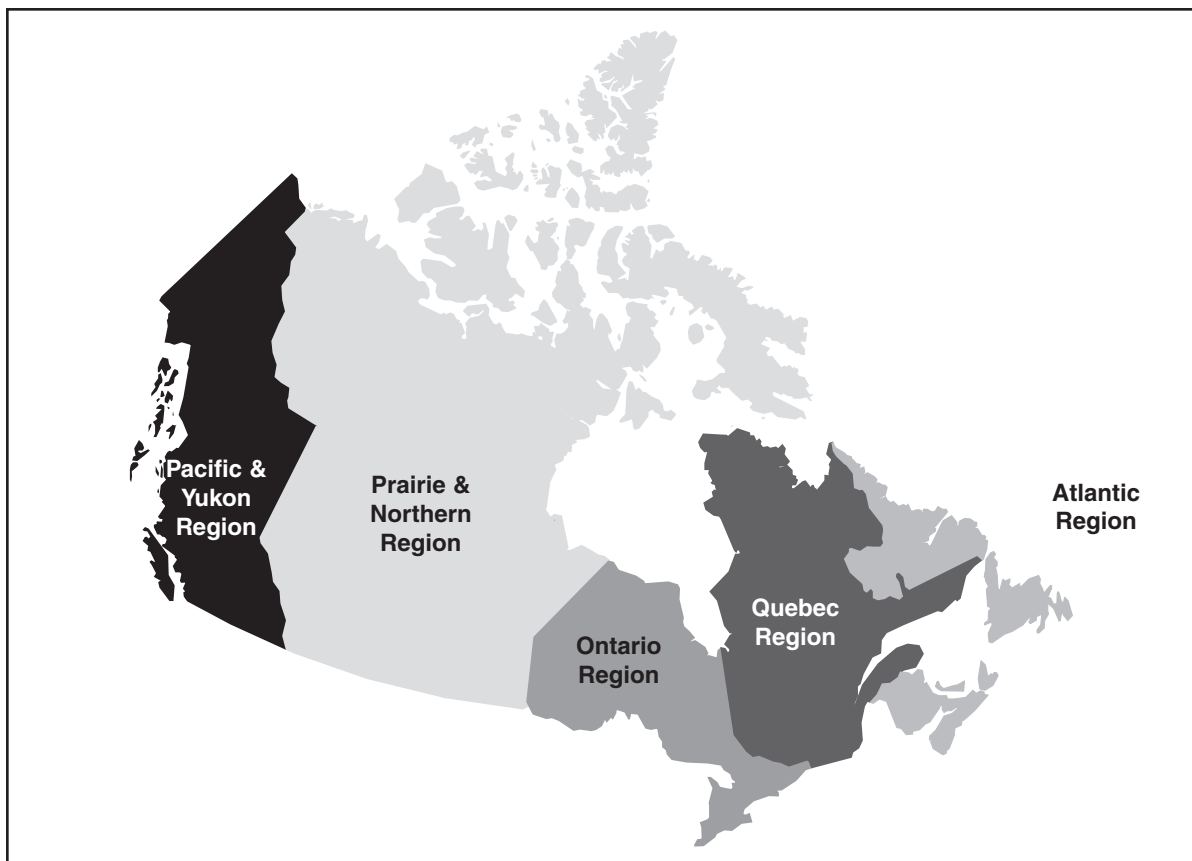 Pacific &
Yukon
Region
Prairie &
Northern
Region
Ontario
Region
Quebec
Region
Atlantic
Region